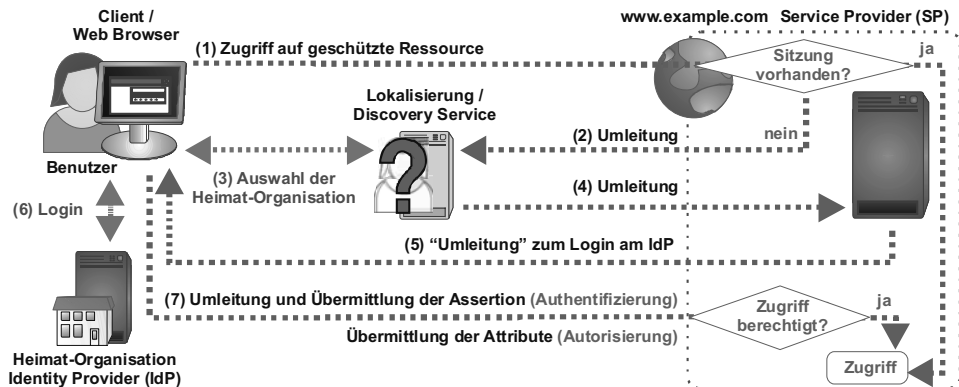 Client /
Web Browser
www.example.com Service Provider (SP)
(1) Zugriff auf geschützte Ressource
Sitzung
vorhanden?
ja
nein
Lokalisierung /
Discovery Service
(2) Umleitung
Benutzer
(3) Auswahl der
Heimat-Organisation
?
(4) Umleitung
(6) Login
(5) “Umleitung” zum Login am IdP
(7) Umleitung und Übermittlung der Assertion (Authentifizierung)
Übermittlung der Attribute (Autorisierung)
Zugriff
berechtigt?
ja
Zugriff
Heimat-Organisation
Identity Provider (IdP)